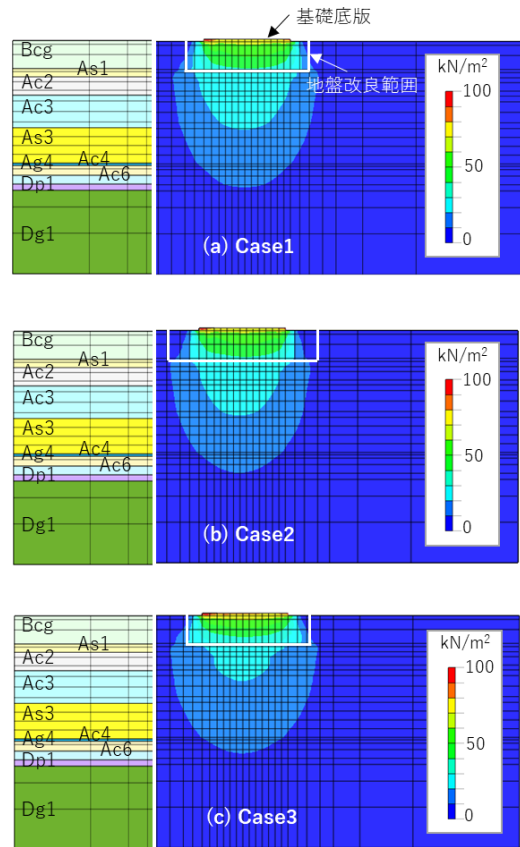 基礎底版
Bcg
As1
Ac2
Ac3
As3
Ac4
Ag4
Ac6
Dp1
Dg1
地盤改良範囲
kN/m²
100
50
0
(a) Case1
Bcg
As1
Ac2
Ac3
As3
Ac4
Ag4
Ac6
Dp1
Dg1
kN/m²
100
50
0
(b) Case2
Bcg
As1
Ac2
Ac3
As3
Ac4
Ag4
Ac6
Dp1
Dg1
kN/m²
100
50
0
(c) Case3